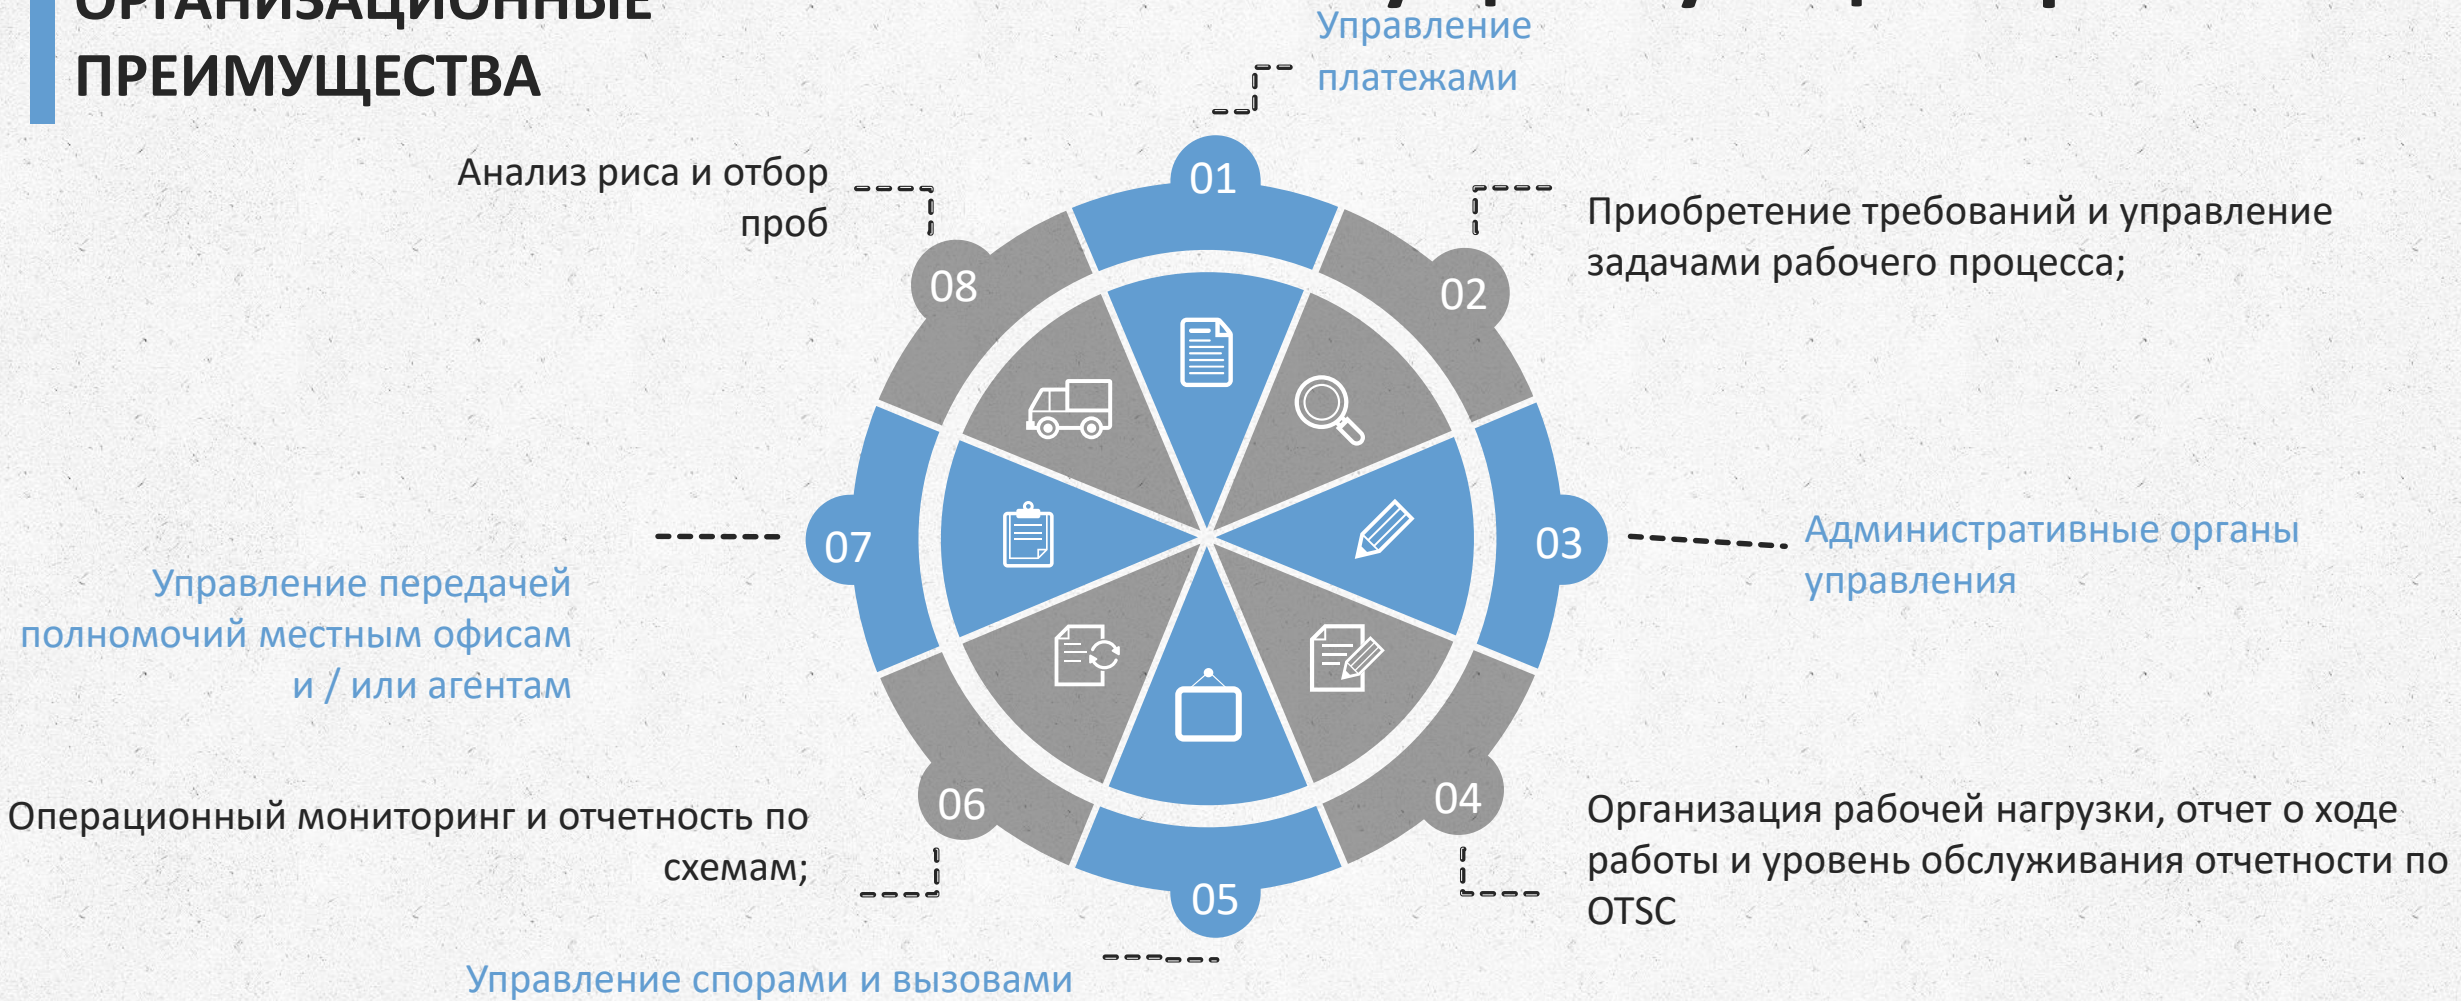 ОРГАНИЗАЦИОННЫЕ
ПРЕИМУЩЕСТВА
Управление
платежами
01
Приобретение требований и управление
задачами рабочего процесса;
02
Административные органы
управления
03
Организация рабочей нагрузки, отчет о ходе
работы и уровень обслуживания отчетности по
OTSC
04
Управление спорами и вызовами
05
Операционный мониторинг и отчетность по
схемам;
06
Управление передачей
полномочий местным офисам
и / или агентам
07
Анализ риса и отбор
проб
08